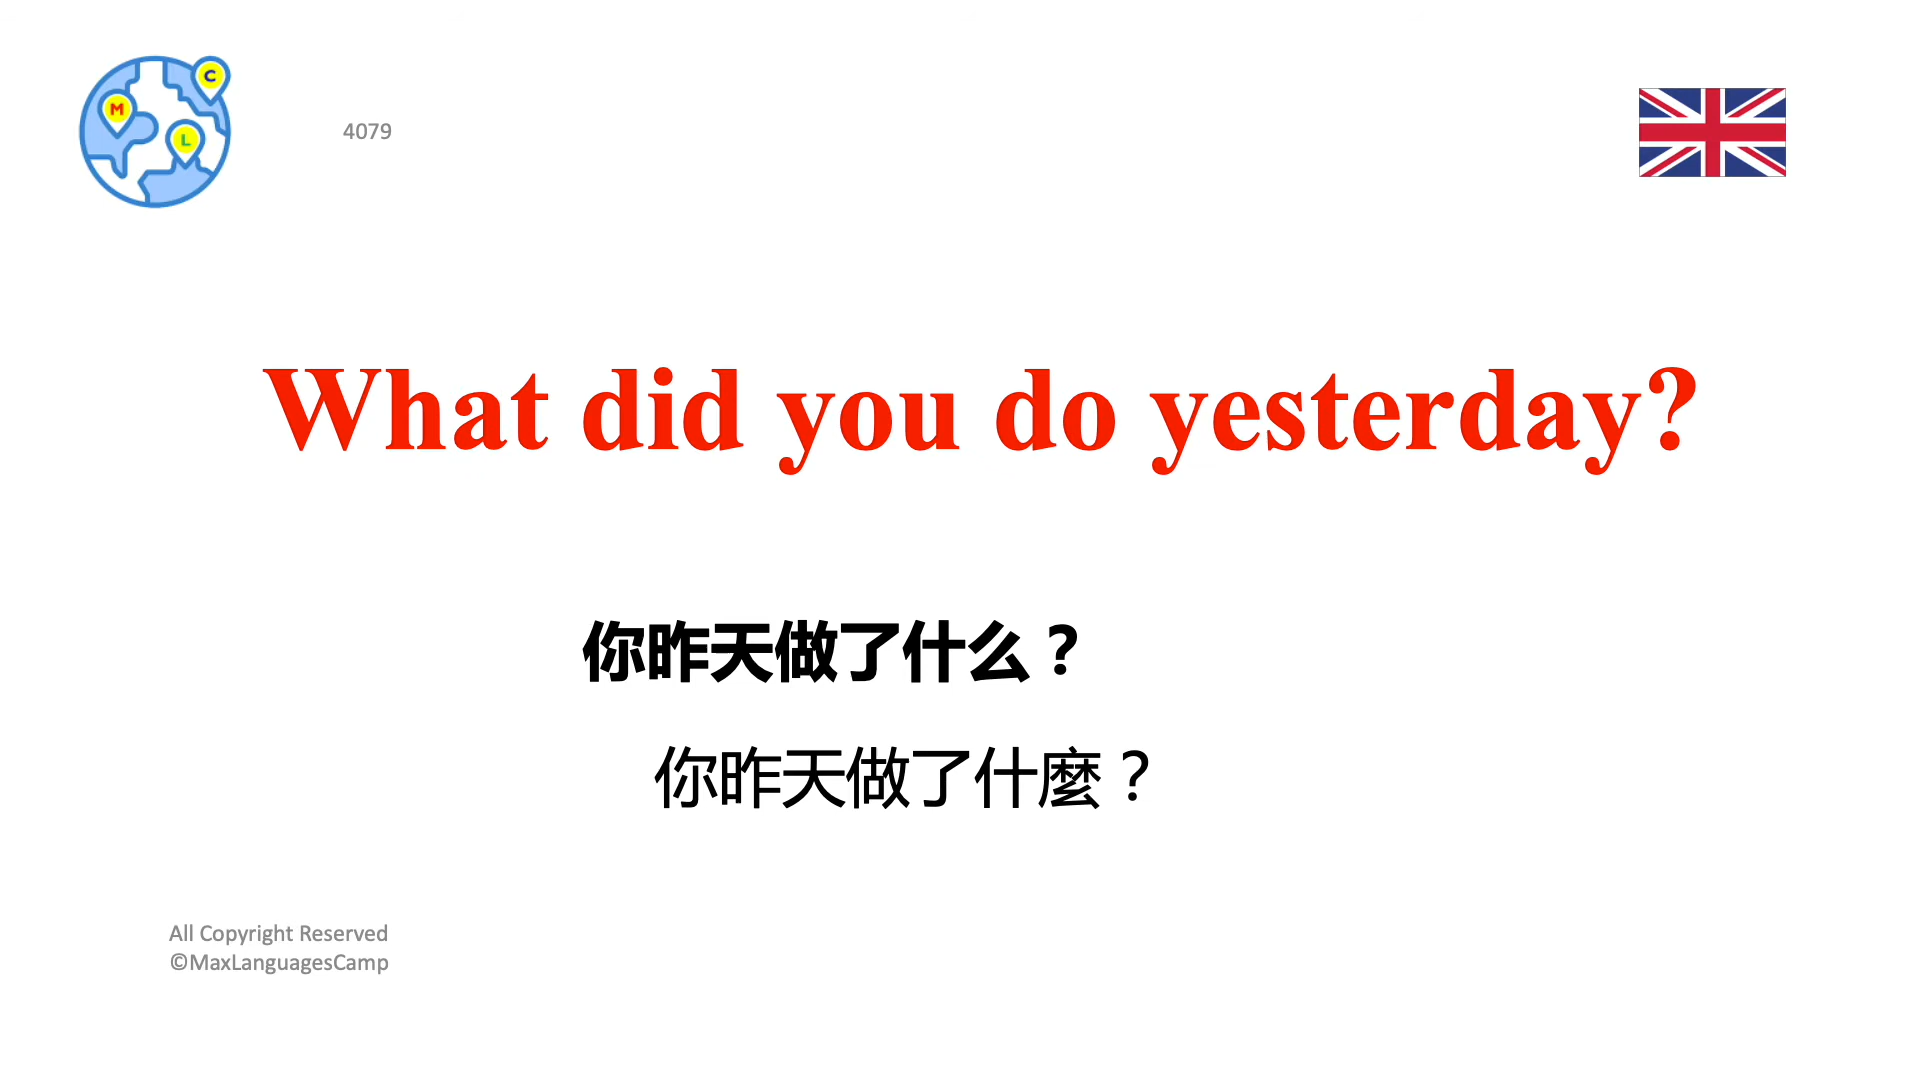 C
M
L
4079
What did you do yesterday?
你昨天做了什么？
你昨天做了什麼？
All Copyright Reserved
©MaxLanguagesCamp